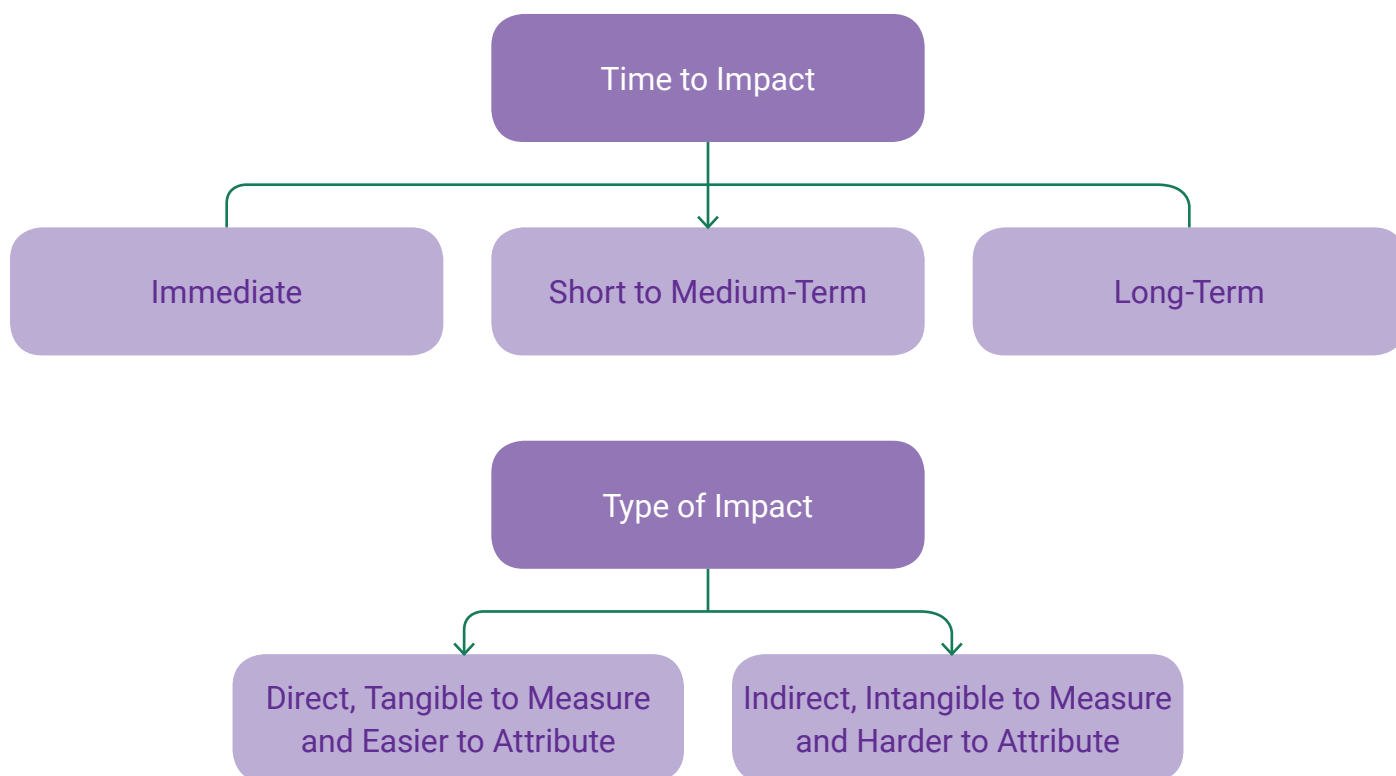 Time to Impact
Immediate
Short to Medium-Term
Long-Term
Type of Impact
Direct, Tangible to Measure
and Easier to Attribute
Indirect, Intangible to Measure
and Harder to Attribute